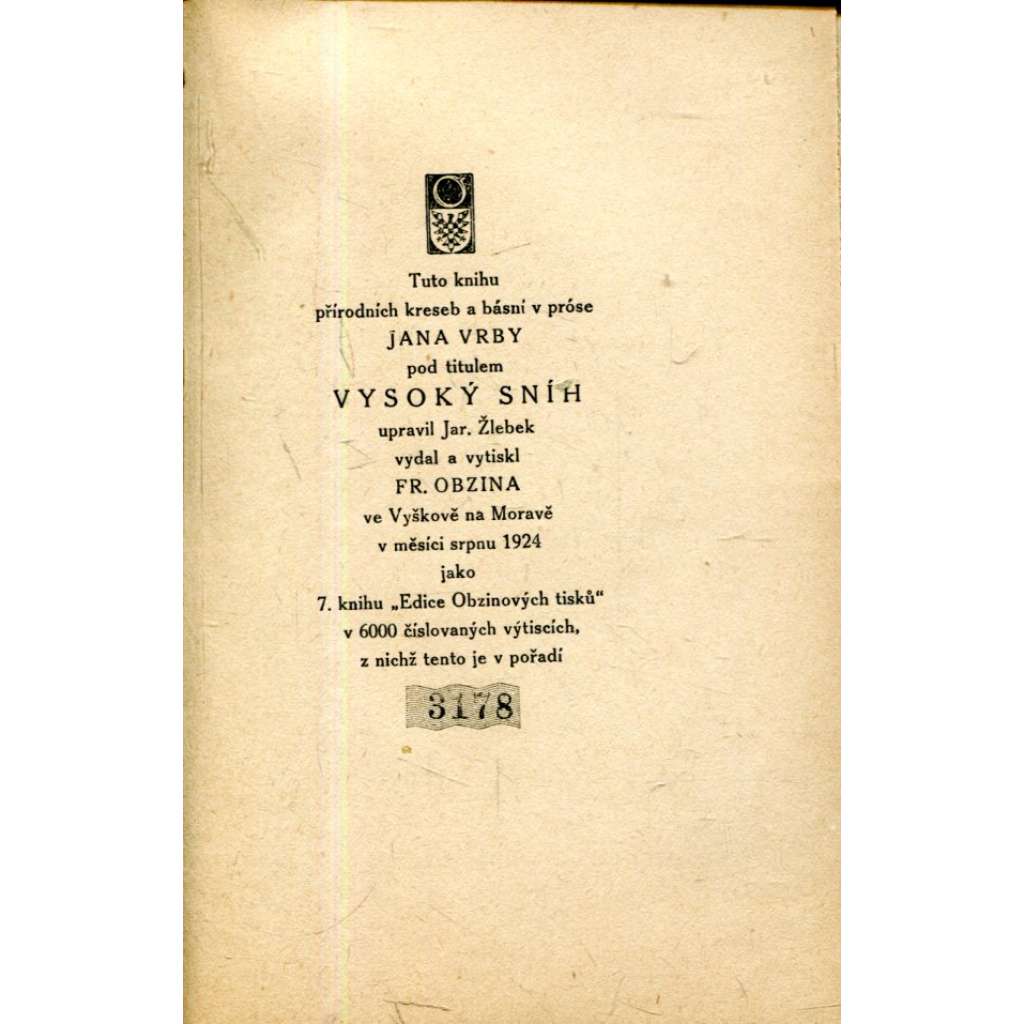 Tuto knihu
přírodních kreseb a básní v próse
JANA VRBY
pod titulem
VYSOKÝ SNÍH
upravil Jar. Žlebek
vydal a vytiskl
FR. OBZINA
ve Vyškově na Moravě
v měsíci srpnu 1924
jako
7. knihu „Edice Obzinových tisků“
v 6000 číslovaných výtiscích,
z nichž tento je v pořadí
3178